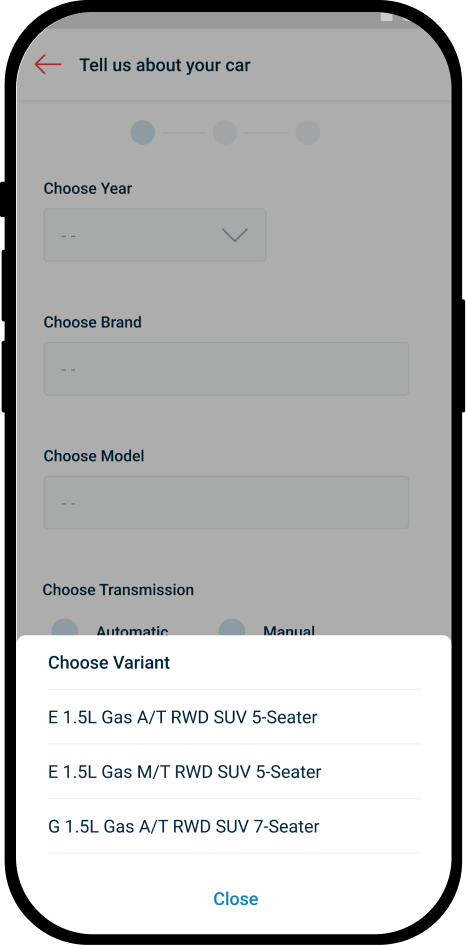 Tell us about your car
Choose Year
- -
Choose Brand
- -
Choose Model
- -
Choose Transmission
Automatic Manual
Choose Variant
E 1.5L Gas A/T RWD SUV 5-Seater
E 1.5L Gas M/T RWD SUV 5-Seater
G 1.5L Gas A/T RWD SUV 7-Seater
Close